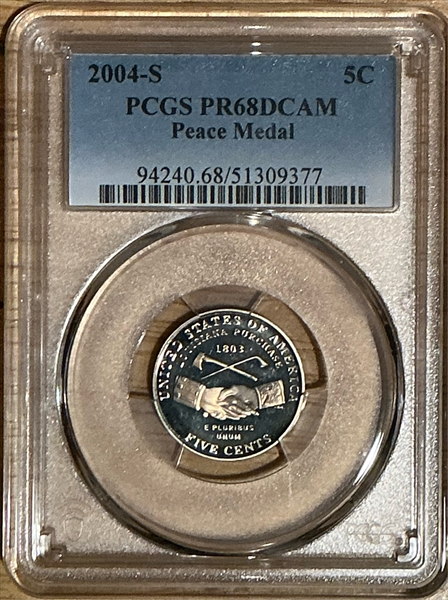 2004-S 5C
PCGS PR68DCAM
Peace Medal
94240.68/51309377
UNITED STATES OF AMERICA
LOUISIANA PURCHASE
1803
E PLURIBUS
UNUM
FIVE CENTS